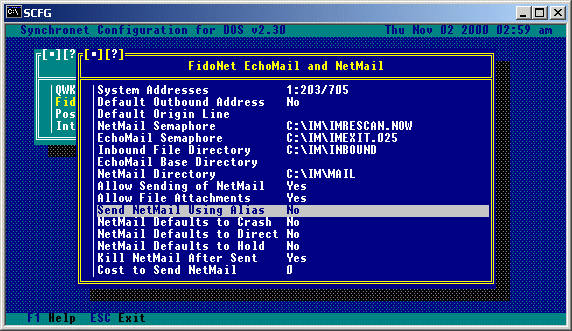 SCFG
Synchronet Configuration for DOS v2.30 Thu Nov 02 2000 02:59 am
[■][? [■][?]
FidoNet EchoMail and NetMail
QWK
Fid
Pos
Int
System Addresses 1:203/705
Default Outbound Address No
Default Origin Line
NetMail Semaphore C:\IM\IMRESCAN.NOW
EchoMail Semaphore C:\IM\IMEXIT.025
Inbound File Directory C:\IM\INBOUND
EchoMail Base Directory
NetMail Directory C:\IM\MAIL
Allow Sending of NetMail Yes
Allow File Attachments Yes
Send NetMail Using Alias No
NetMail Defaults to Crash No
NetMail Defaults to Direct No
NetMail Defaults to Hold No
Kill NetMail After Sent Yes
Cost to Send NetMail 0
F1 Help ESC Exit